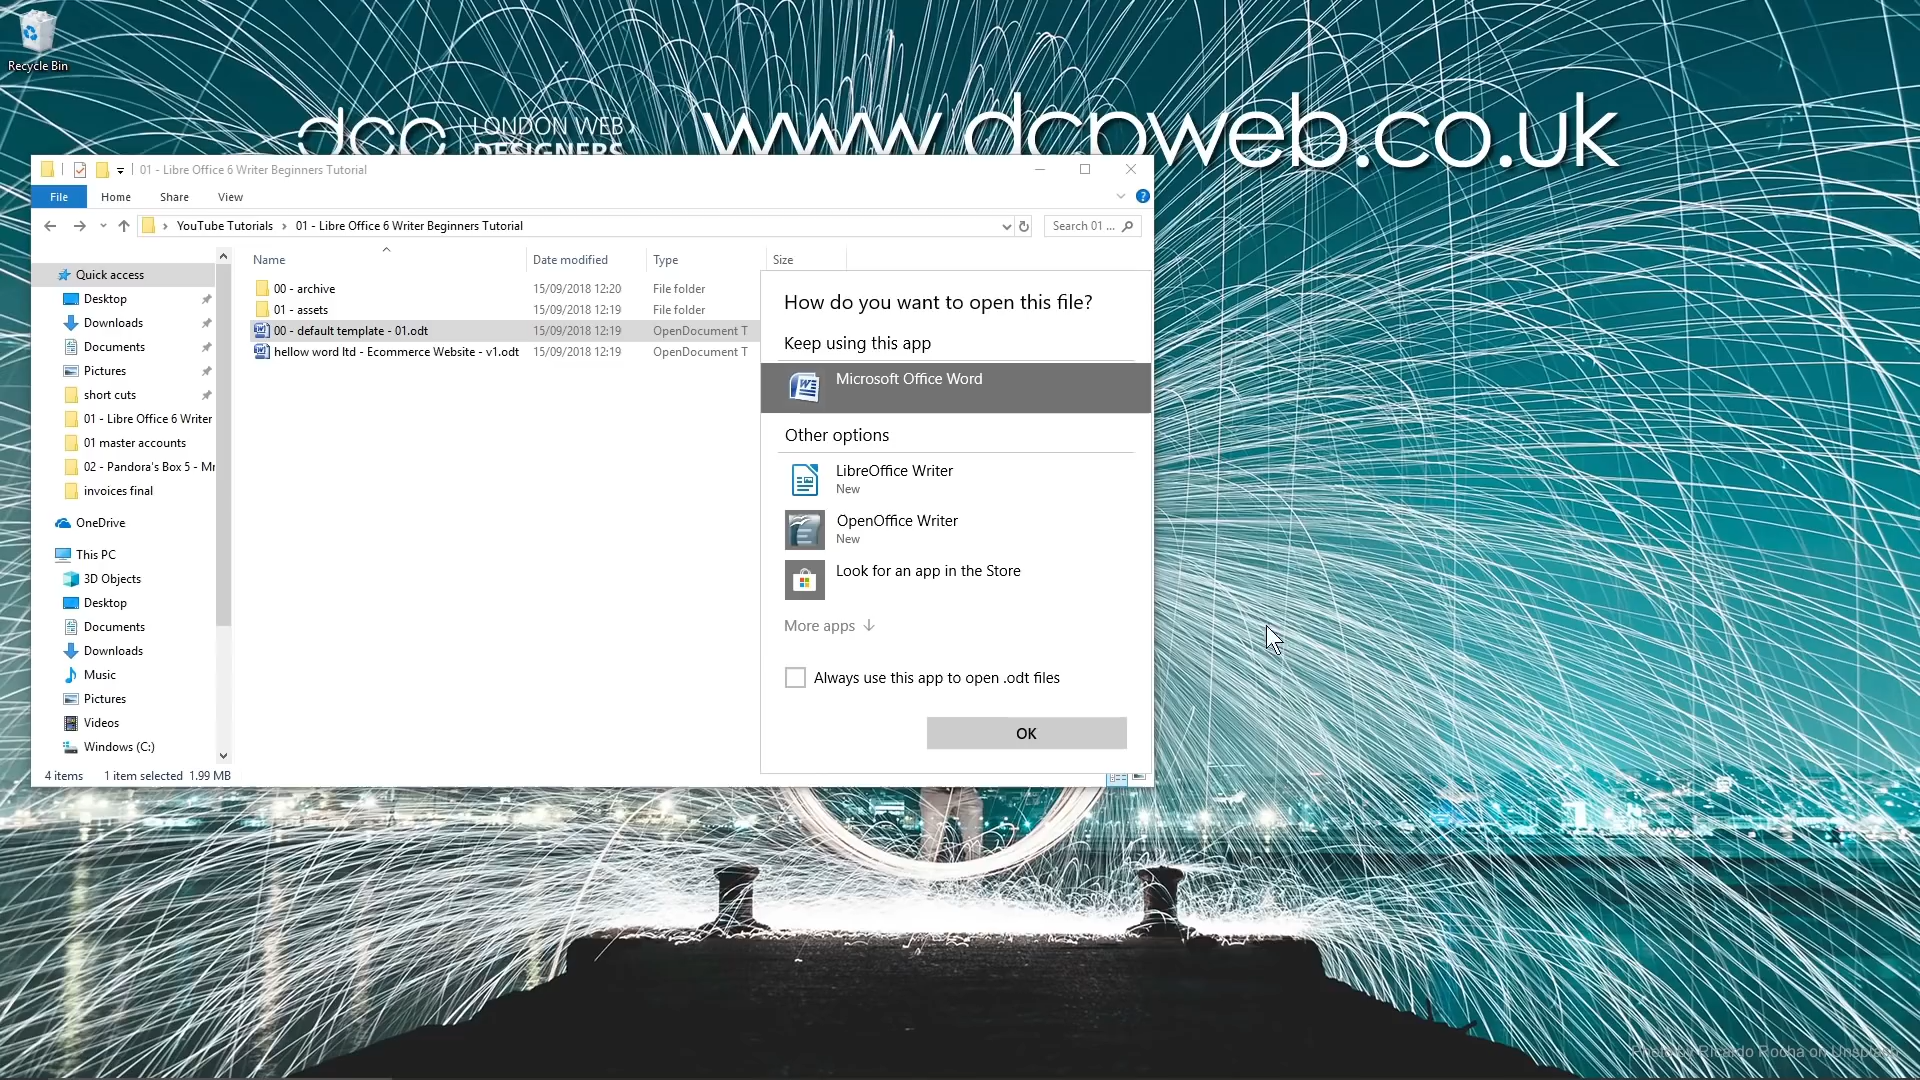 Recycle Bin
dcc LONDON WEB DESIGNERS
www.dcpweb.co.uk
01 - Libre Office 6 Writer Beginners Tutorial
File Home Share View
YouTube Tutorials 01 - Libre Office 6 Writer Beginners Tutorial
Search 01 ...
Name Date modified Type Size
00 - archive 15/09/2018 12:20 File folder
01 - assets 15/09/2018 12:19 File folder
00 - default template - 01.odt 15/09/2018 12:19 OpenDocument T
hellow word ltd - Ecommerce Website - v1.odt 15/09/2018 12:19 OpenDocument T
Quick access
Desktop
Downloads
Documents
Pictures
short cuts
01 - Libre Office 6 Writer
01 master accounts
02 - Pandora's Box 5 - Mr
invoices final
OneDrive
This PC
3D Objects
Desktop
Documents
Downloads
Music
Pictures
Videos
Windows (C:)
4 items 1 item selected 1.99 MB
How do you want to open this file?
Keep using this app
Microsoft Office Word
Other options
LibreOffice Writer
New
OpenOffice Writer
New
Look for an app in the Store
More apps
Always use this app to open .odt files
OK
Photo by Ricardo Rocha on Unsplash